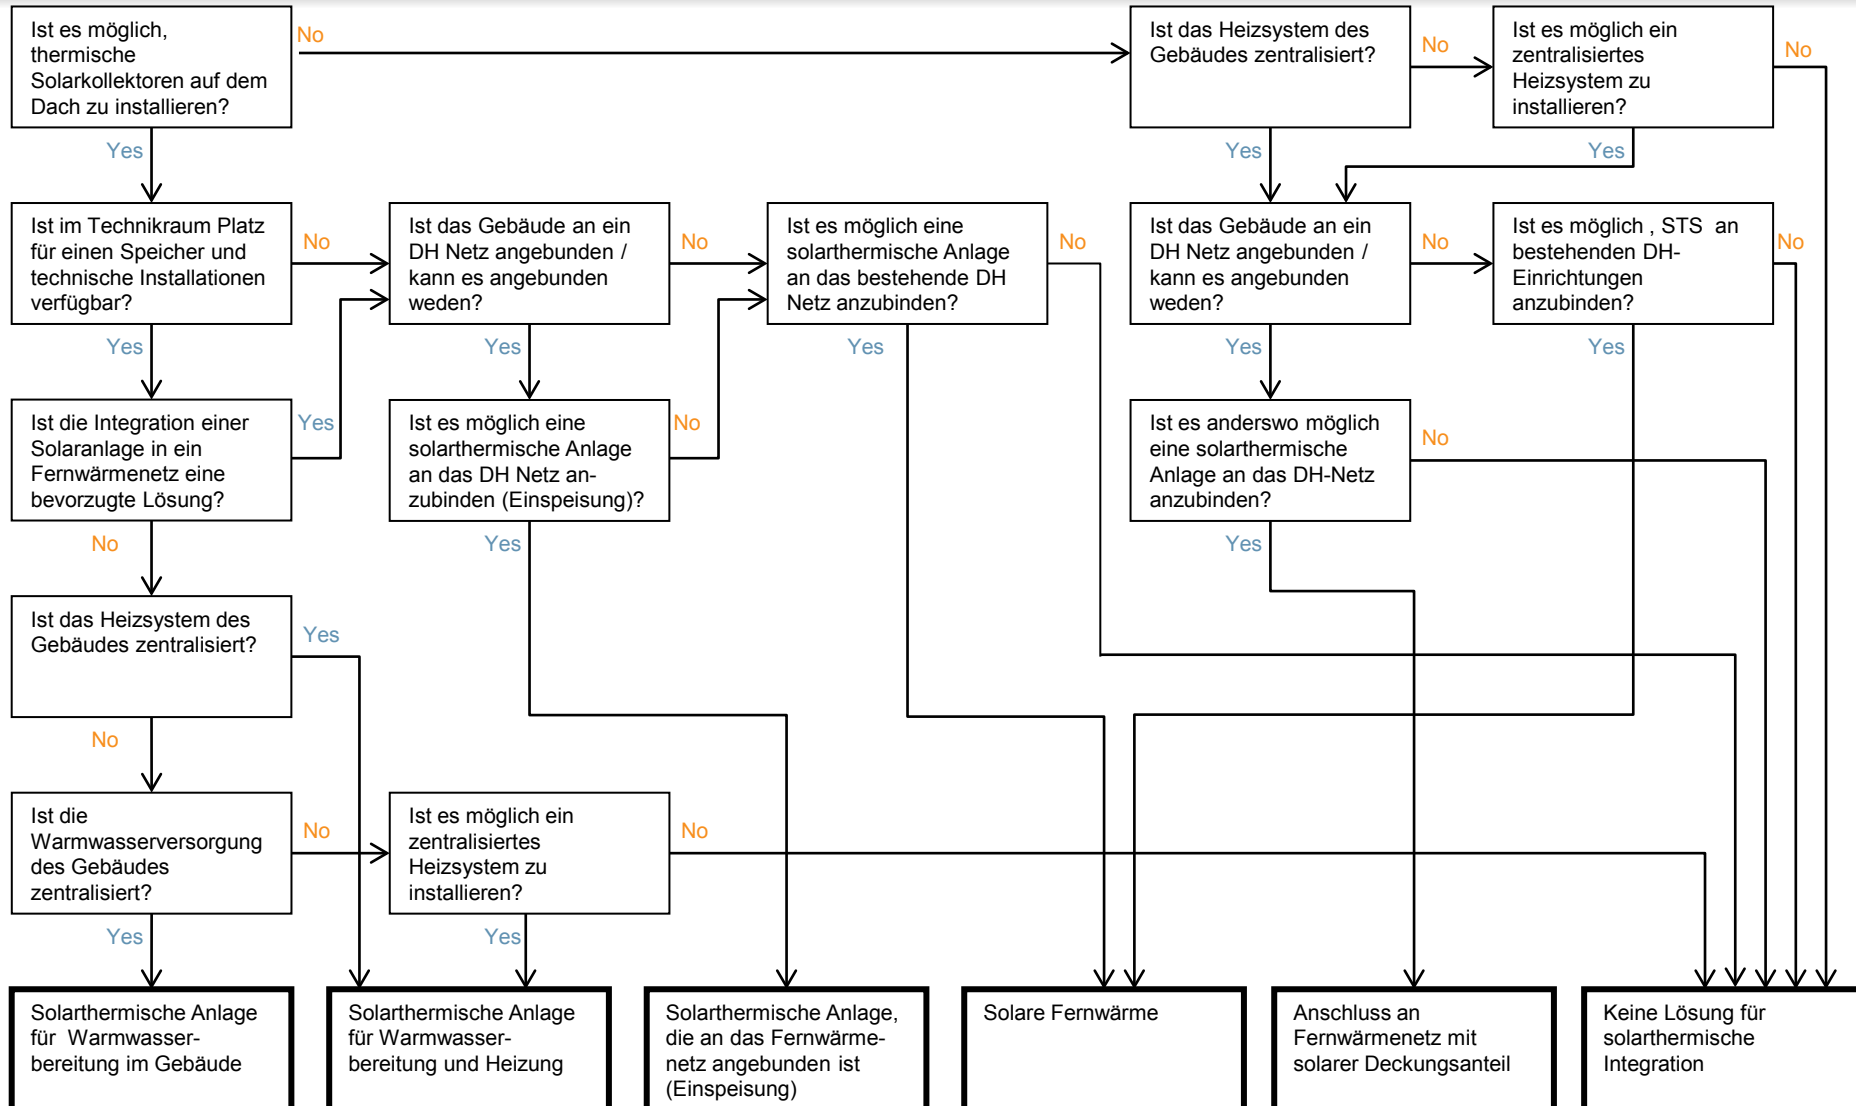 Ist es möglich,
thermische
Solarkollektoren auf dem
Dach zu installieren?
No
Ist das Heizsystem des
Gebäudes zentralisiert?
No
Ist es möglich ein
zentralisiertes
Heizsystem zu
installieren?
No
Yes
Yes
Yes
Ist im Technikraum Platz
für einen Speicher und
technische Installationen
verfügbar?
No
Ist das Gebäude an ein
DH Netz angebunden /
kann es angebunden
weden?
No
Ist es möglich eine
solarthermische Anlage
an das bestehende DH
Netz anzubinden?
No
Ist das Gebäude an ein
DH Netz angebunden /
kann es angebunden
weden?
No
Ist es möglich , STS an
bestehenden DH-
Einrichtungen
anzubinden?
No
Yes
Yes
Yes
Yes
Yes
Ist die Integration einer
Solaranlage in ein
Fernwärmenetz eine
bevorzugte Lösung?
Yes
Ist es möglich eine
solarthermische Anlage
an das DH Netz an-
zubinden (Einspeisung)?
No
Ist es anderswo möglich
eine solarthermische
Anlage an das DH-Netz
anzubinden?
No
No
Yes
Yes
Ist das Heizsystem des
Gebäudes zentralisiert?
Yes
No
Ist die
Warmwasserversorgung
des Gebäudes
zentralisiert?
No
Ist es möglich ein
zentralisiertes
Heizsystem zu
installieren?
No
Yes
Yes
Solarthermische Anlage
für Warmwasser-
bereitung im Gebäude
Solarthermische Anlage
für Warmwasser-
bereitung und Heizung
Solarthermische Anlage,
die an das Fernwärme-
netz angebunden ist
(Einspeisung)
Solare Fernwärme
Anschluss an
Fernwärmenetz mit
solarer Deckungsanteil
Keine Lösung für
solarthermische
Integration